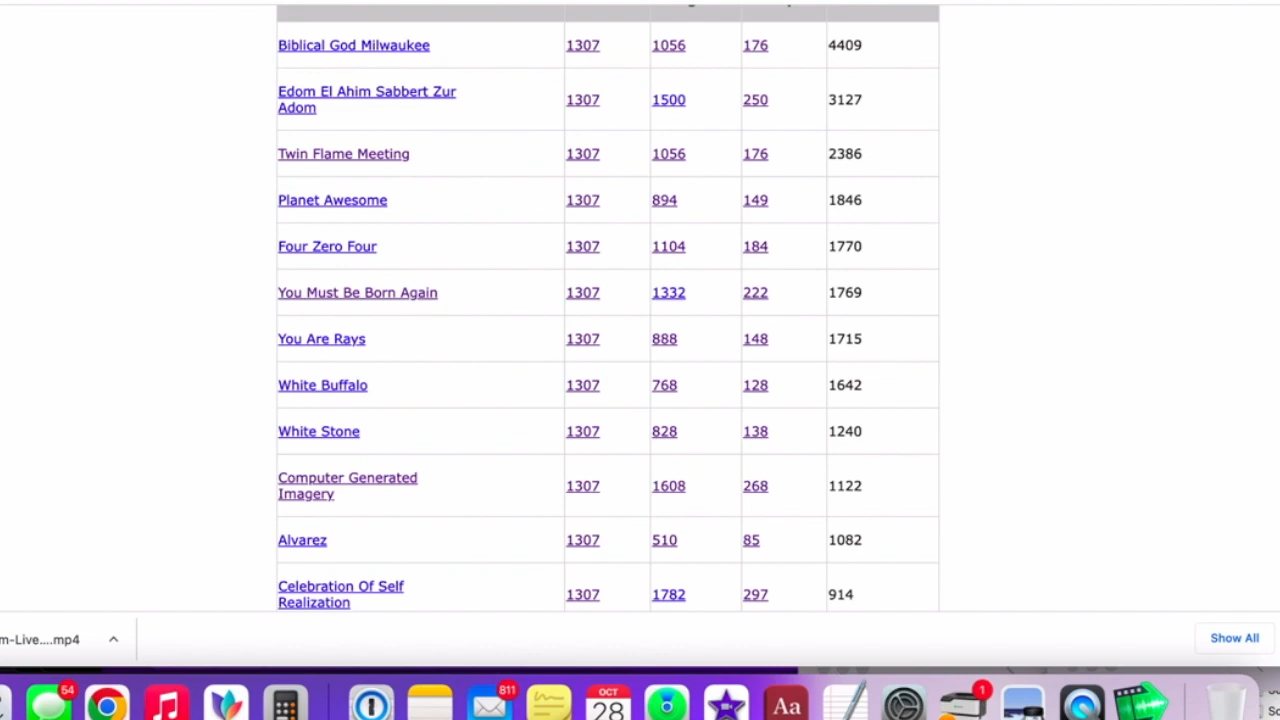 Biblical God Milwaukee 1307 1056 176 4409
Edom El Ahim Sabbert Zur
Adom 1307 1500 250 3127
Twin Flame Meeting 1307 1056 176 2386
Planet Awesome 1307 894 149 1846
Four Zero Four 1307 1104 184 1770
You Must Be Born Again 1307 1332 222 1769
You Are Rays 1307 888 148 1715
White Buffalo 1307 768 128 1642
White Stone 1307 828 138 1240
Computer Generated
Imagery 1307 1608 268 1122
Alvarez 1307 510 85 1082
Celebration Of Self
Realization 1307 1782 297 914
m-Live....mp4
Show All
54
811
OCT
28
Aa
1